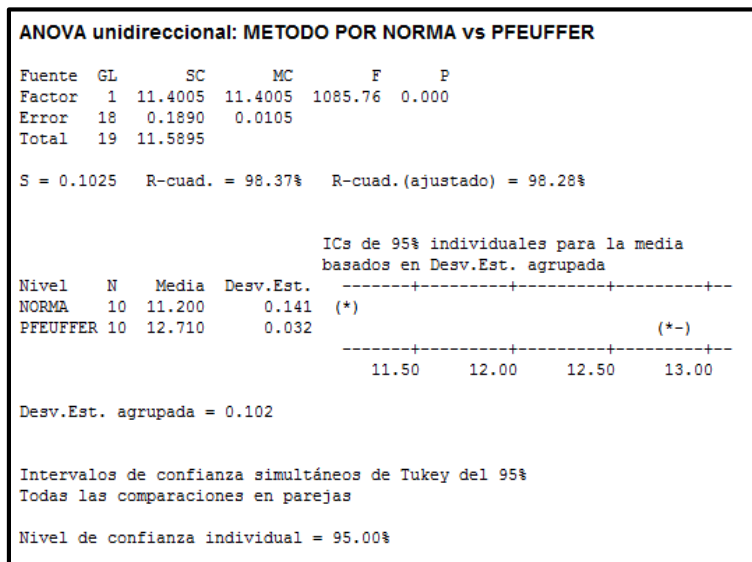 ANOVA unidireccional: METODO POR NORMA vs PFEUFFER
Fuente GL SC MC F P
Factor 1 11.4005 11.4005 1085.76 0.000
Error 18 0.1890 0.0105
Total 19 11.5895
S = 0.1025 R-cuad. = 98.37% R-cuad.(ajustado) = 98.28%
ICs de 95% individuales para la media
basados en Desv.Est. agrupada
Nivel N Media Desv.Est. -------+---------+---------+---------+--
NORMA 10 11.200 0.141 (*)
PFEUFFER 10 12.710 0.032 (*-)
-------+---------+---------+---------+--
11.50 12.00 12.50 13.00
Desv.Est. agrupada = 0.102
Intervalos de confianza simultáneos de Tukey del 95%
Todas las comparaciones en parejas
Nivel de confianza individual = 95.00%